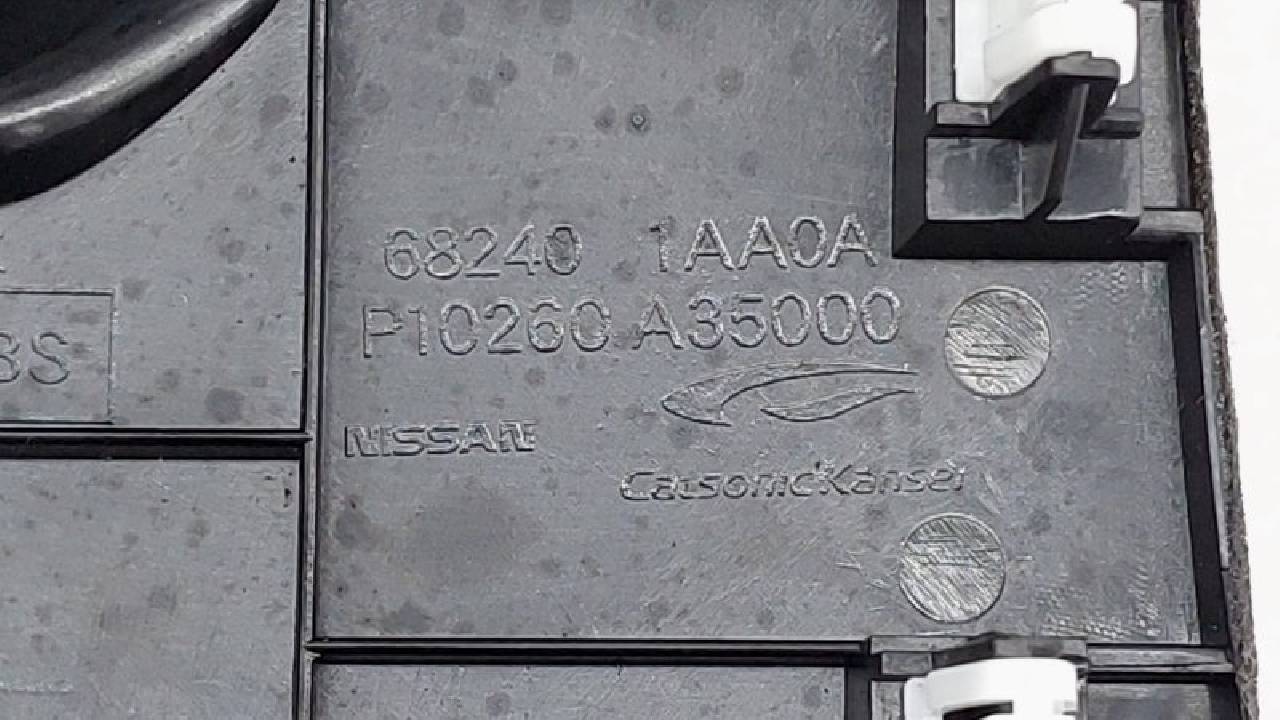 68240 1AA0A
P10260 A35000
NISSAN
CalsonicKansei